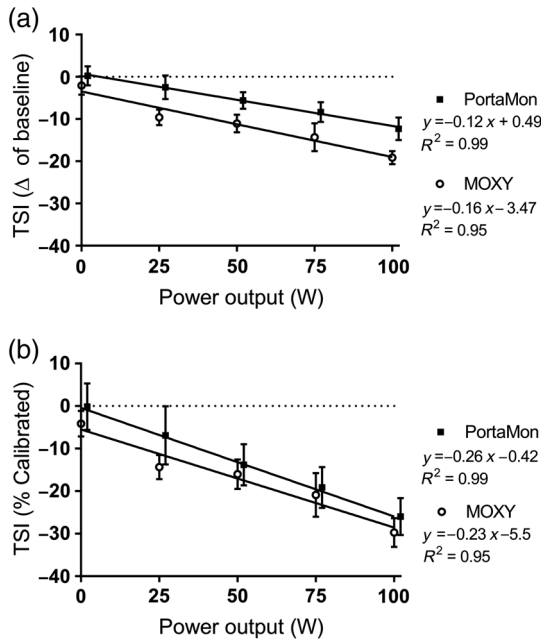 (a)
10
0
−10
−20
−30
−40
TSI (Δ of baseline)
0 25 50 75 100
Power output (W)
PortaMon
y =−0.12 x + 0.49
R² = 0.99
MOXY
y =−0.16 x − 3.47
R² = 0.95
(b)
10
0
−10
−20
−30
−40
TSI (% Calibrated)
0 25 50 75 100
Power output (W)
PortaMon
y =−0.26 x −0.42
R² = 0.99
MOXY
y =−0.23 x −5.5
R² = 0.95